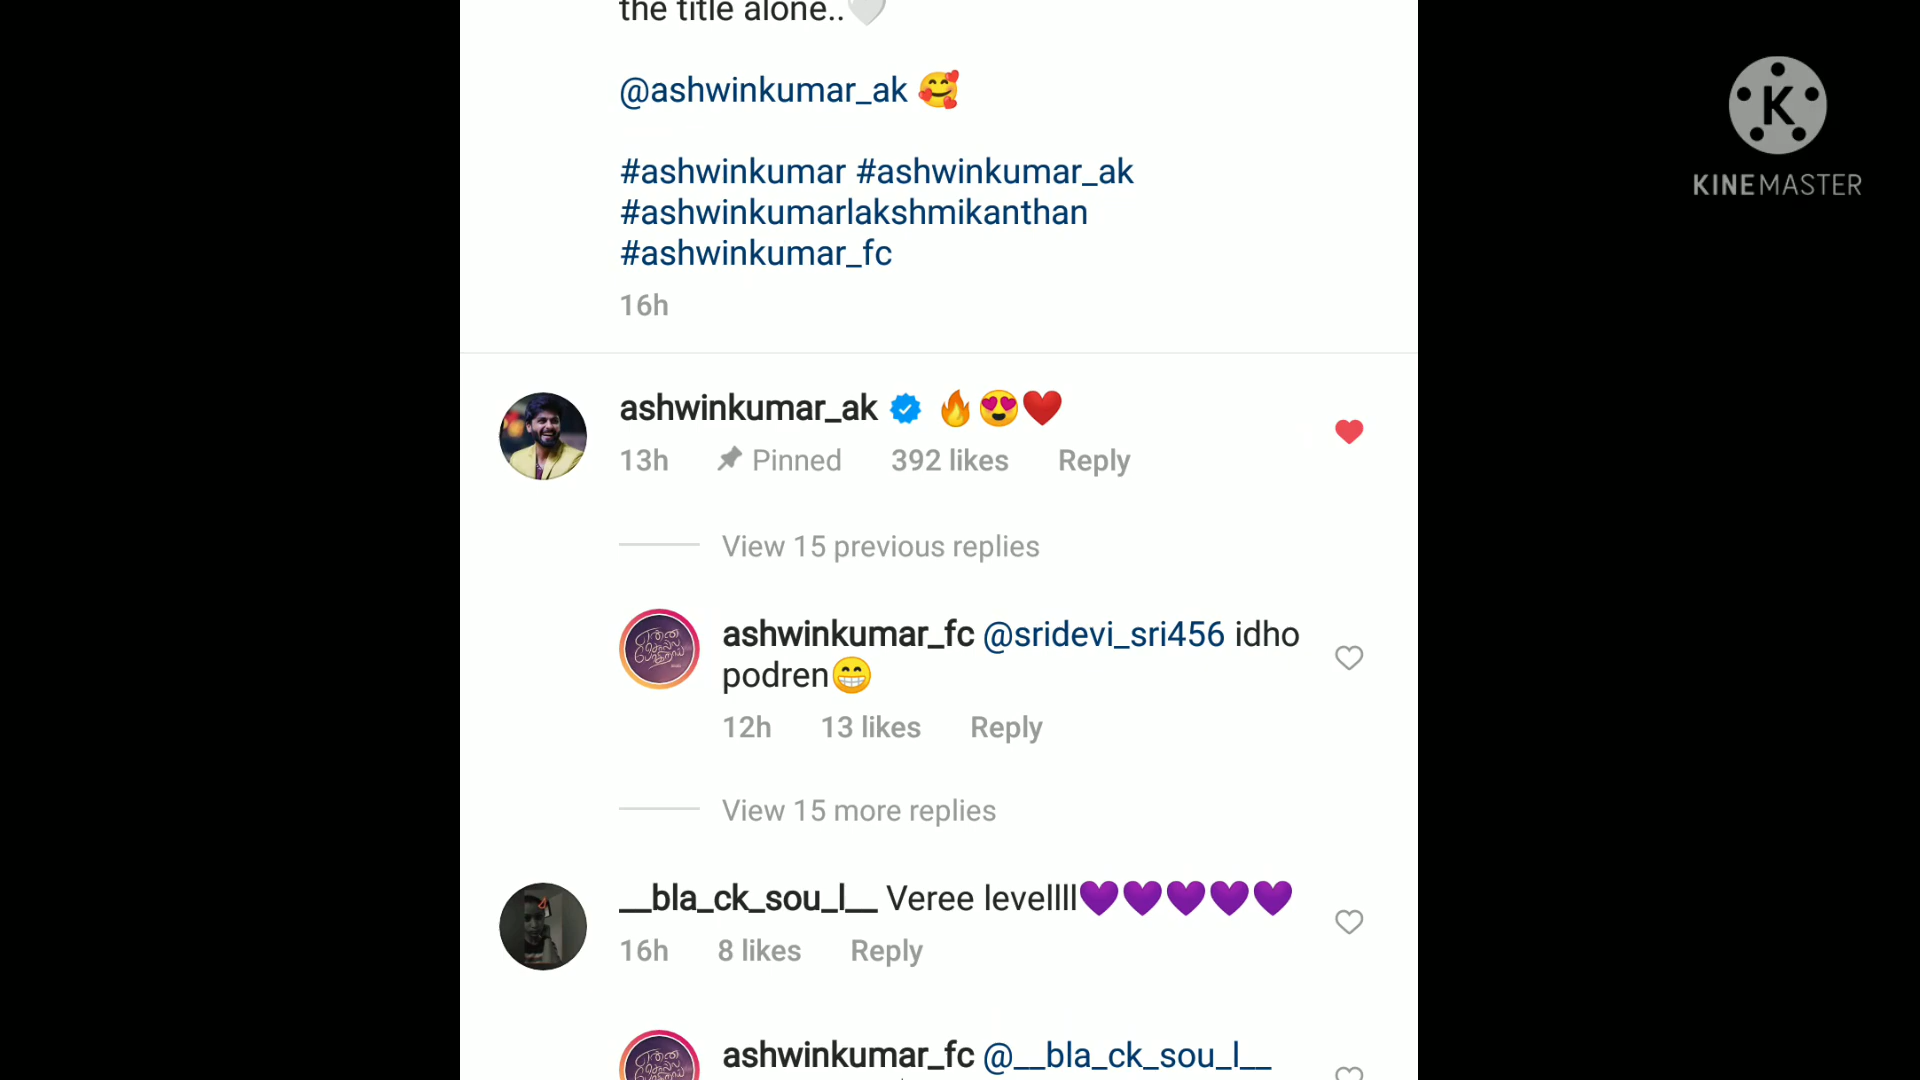 the title alone..🤍
@ashwinkumar_ak 🥰
#ashwinkumar #ashwinkumar_ak
#ashwinkumarlakshmikanthan
#ashwinkumar_fc
16h
KINEMASTER
ashwinkumar_ak 🔥😍❤️
13h Pinned 392 likes Reply
View 15 previous replies
ashwinkumar_fc @sridevi_sri456 idho
podren😁
12h 13 likes Reply
View 15 more replies
__bla_ck_sou_l__ Veree levellll💜💜💜💜💜
16h 8 likes Reply
ashwinkumar_fc @__bla_ck_sou_l__